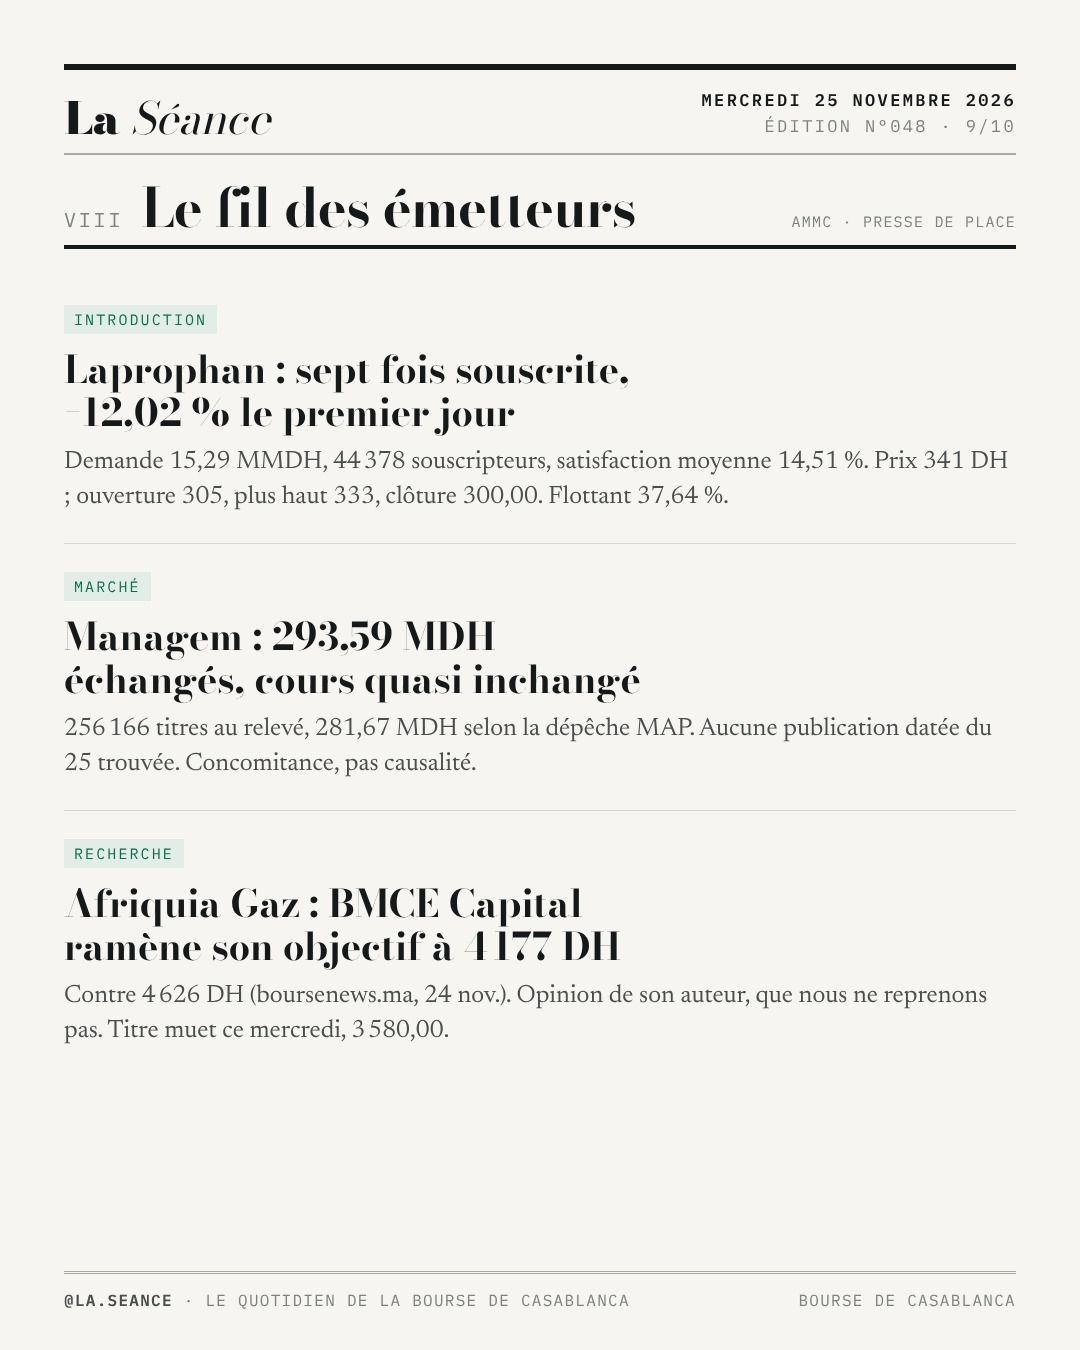 La Séance
MERCREDI 25 NOVEMBRE 2026
ÉDITION N°048 · 9/10
VIII Le fil des émetteurs
AMMC · PRESSE DE PLACE
INTRODUCTION
Laprophan : sept fois souscrite,
−12,02 % le premier jour
Demande 15,29 MMDH, 44 378 souscripteurs, satisfaction moyenne 14,51 %. Prix 341 DH
; ouverture 305, plus haut 333, clôture 300,00. Flottant 37,64 %.
MARCHÉ
Managem : 293,59 MDH
échangés, cours quasi inchangé
256 166 titres au relevé, 281,67 MDH selon la dépêche MAP. Aucune publication datée du
25 trouvée. Concomitance, pas causalité.
RECHERCHE
Afriquia Gaz : BMCE Capital
ramène son objectif à 4 177 DH
Contre 4 626 DH (boursenews.ma, 24 nov.). Opinion de son auteur, que nous ne reprenons
pas. Titre muet ce mercredi, 3 580,00.
@LA.SEANCE · LE QUOTIDIEN DE LA BOURSE DE CASABLANCA
BOURSE DE CASABLANCA